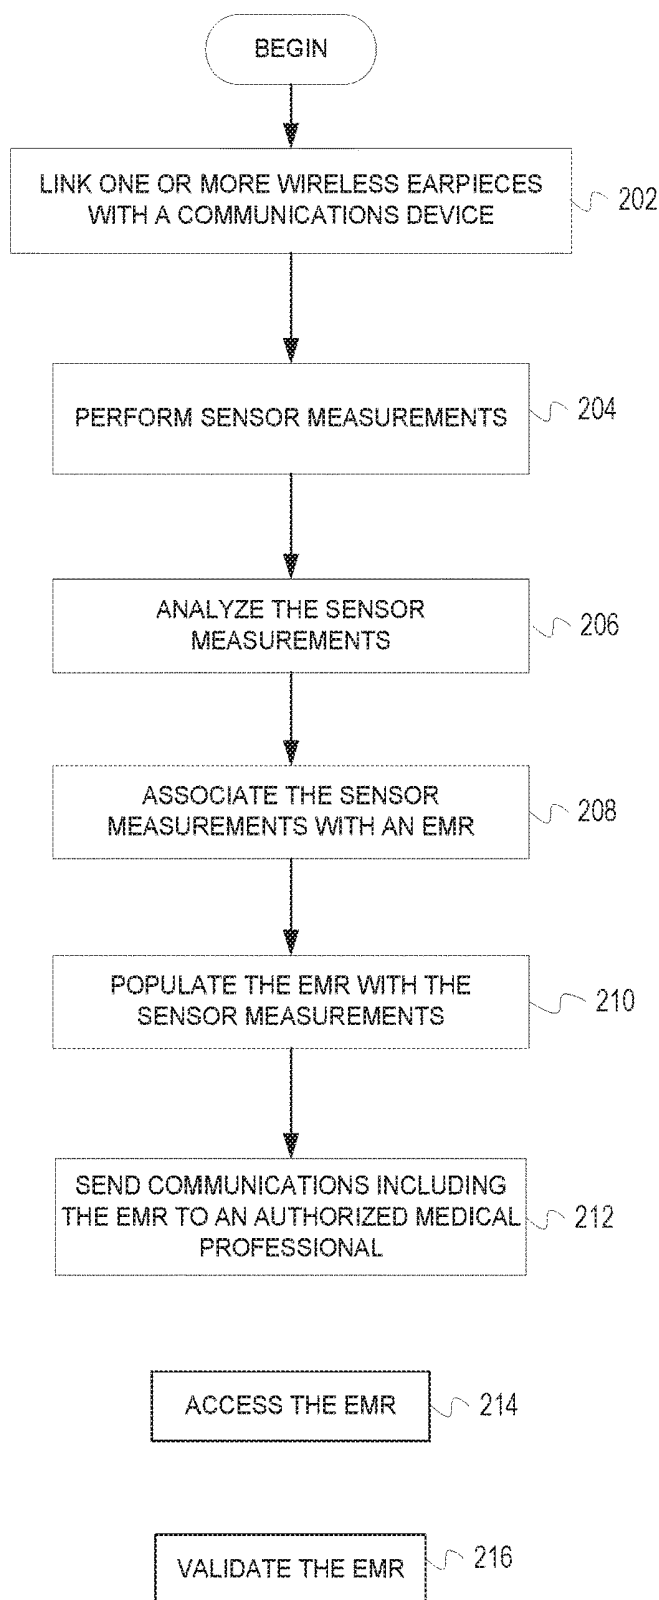 BEGIN
LINK ONE OR MORE WIRELESS EARPIECES
WITH A COMMUNICATIONS DEVICE
202
PERFORM SENSOR MEASUREMENTS
204
ANALYZE THE SENSOR
MEASUREMENTS
206
ASSOCIATE THE SENSOR
MEASUREMENTS WITH AN EMR
208
POPULATE THE EMR WITH THE
SENSOR MEASUREMENTS
210
SEND COMMUNICATIONS INCLUDING
THE EMR TO AN AUTHORIZED MEDICAL
PROFESSIONAL
212
ACCESS THE EMR
214
VALIDATE THE EMR
216